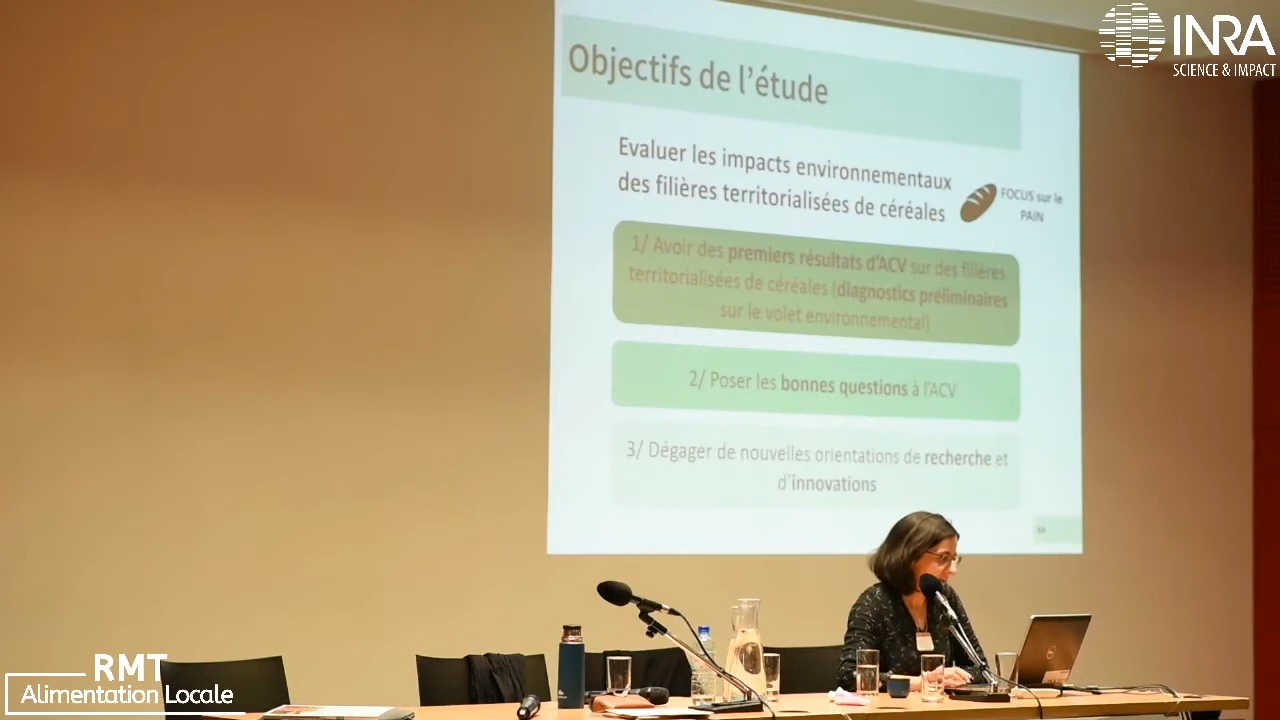 INRA
SCIENCE & IMPACT
Objectifs de l'étude
Evaluer les impacts environnementaux
des filières territorialisées de céréales
FOCUS sur le
PAIN
1/ Avoir des premiers résultats d'ACV sur des filières
territorialisées de céréales (diagnostics préliminaires
sur le volet environnemental)
2/ Poser les bonnes questions à l'ACV
3/ Dégager de nouvelles orientations de recherche et
d'innovations
RMT
Alimentation Locale